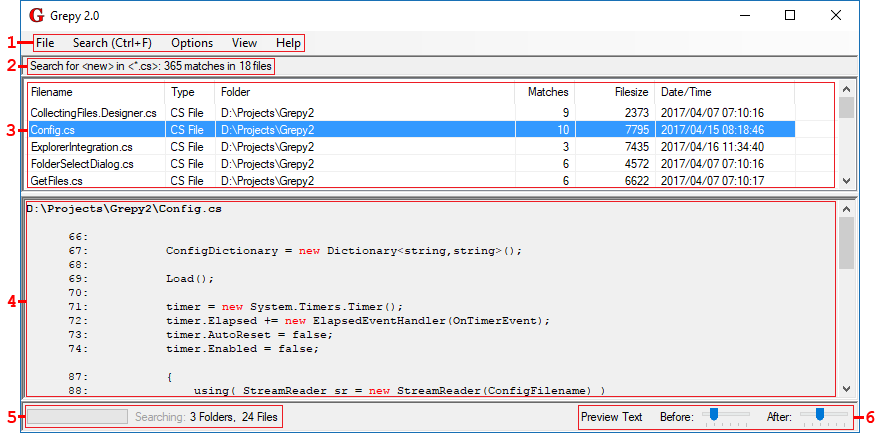 G Grepy 2.0
1 File Search (Ctrl+F) Options View Help
2 Search for <new> in <*.cs>: 365 matches in 18 files
Filename Type Folder Matches Filesize Date/Time
CollectingFiles.Designer.cs CS File D:\Projects\Grepy2 9 2373 2017/04/07 07:10:16
3 Config.cs CS File D:\Projects\Grepy2 10 7795 2017/04/15 08:18:46
ExplorerIntegration.cs CS File D:\Projects\Grepy2 3 7435 2017/04/16 11:34:40
FolderSelectDialog.cs CS File D:\Projects\Grepy2 6 4572 2017/04/07 07:10:16
GetFiles.cs CS File D:\Projects\Grepy2 6 6622 2017/04/07 07:10:17
D:\Projects\Grepy2\Config.cs
66:
67: ConfigDictionary = new Dictionary<string,string>();
68:
69: Load();
70:
4 71: timer = new System.Timers.Timer();
72: timer.Elapsed += new ElapsedEventHandler(OnTimerEvent);
73: timer.AutoReset = false;
74: timer.Enabled = false;
87: {
88: using( StreamReader sr = new StreamReader(ConfigFilename) )
5 Searching: 3 Folders, 24 Files Preview Text Before: After: 6